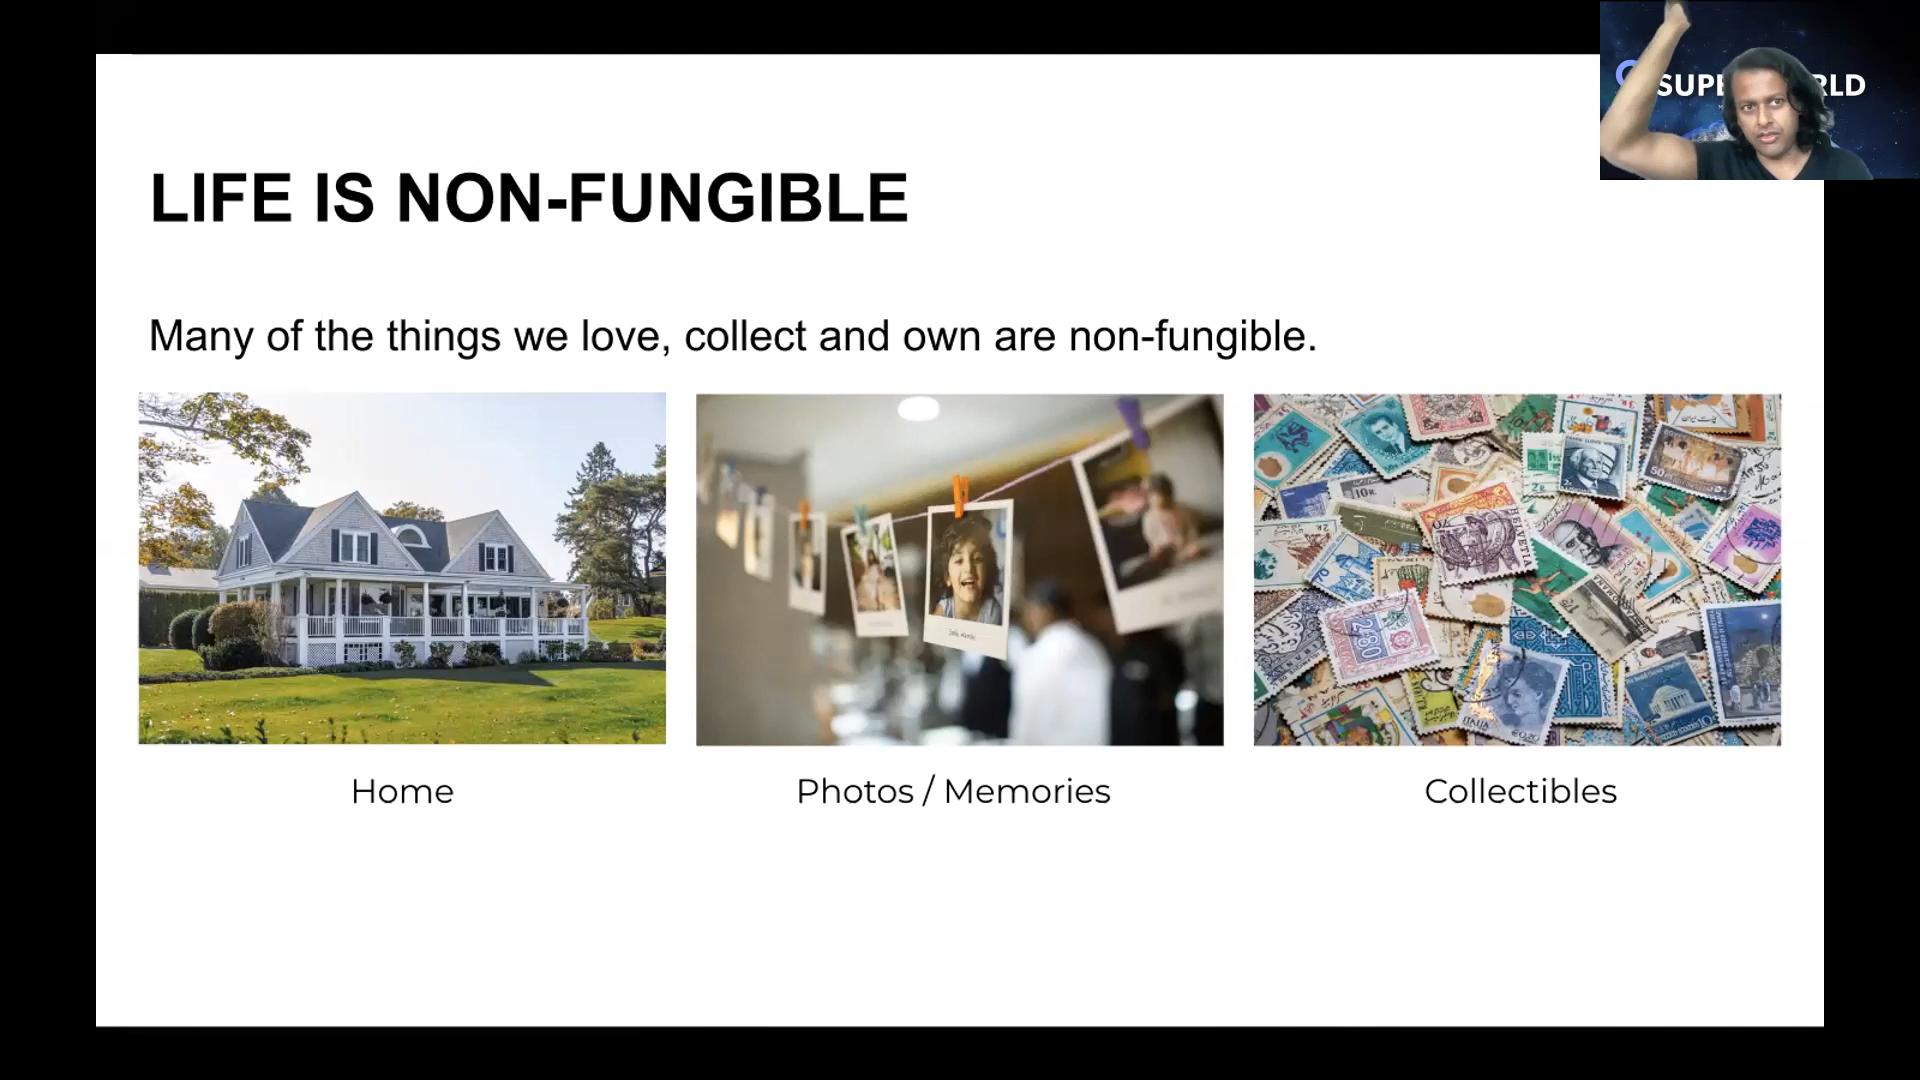 LIFE IS NON-FUNGIBLE
Many of the things we love, collect and own are non-fungible.
Home
Photos / Memories
Collectibles